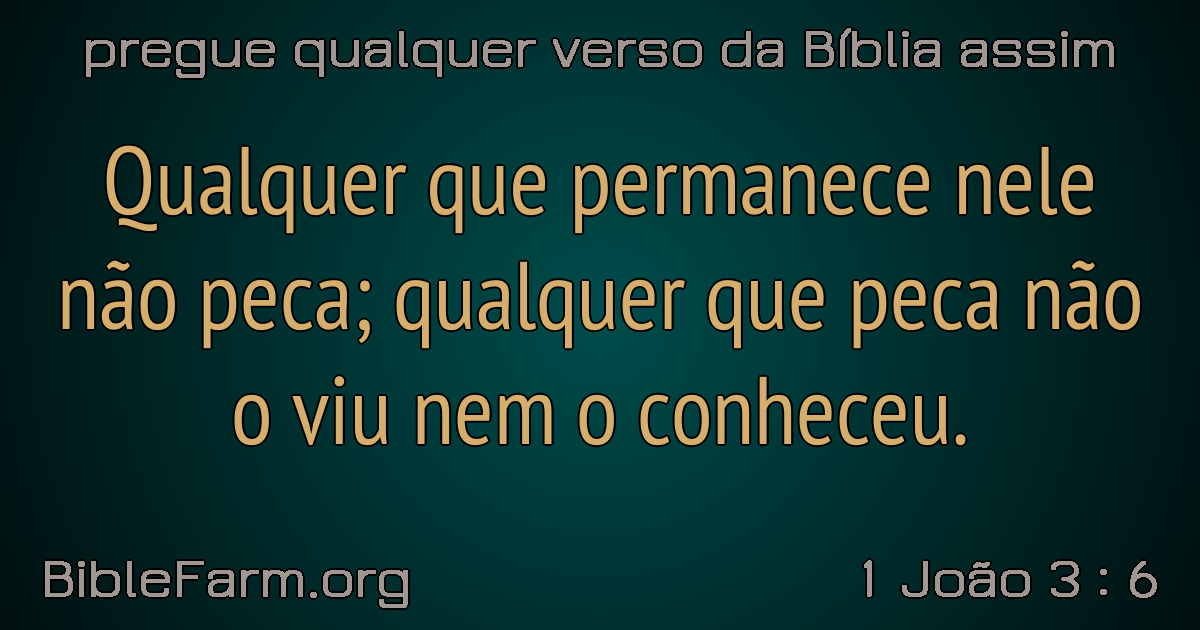 pregue qualquer verso da Bíblia assim
Qualquer que permanece nele
não peca; qualquer que peca não
o viu nem o conheceu.
BibleFarm.org
1 João 3 : 6